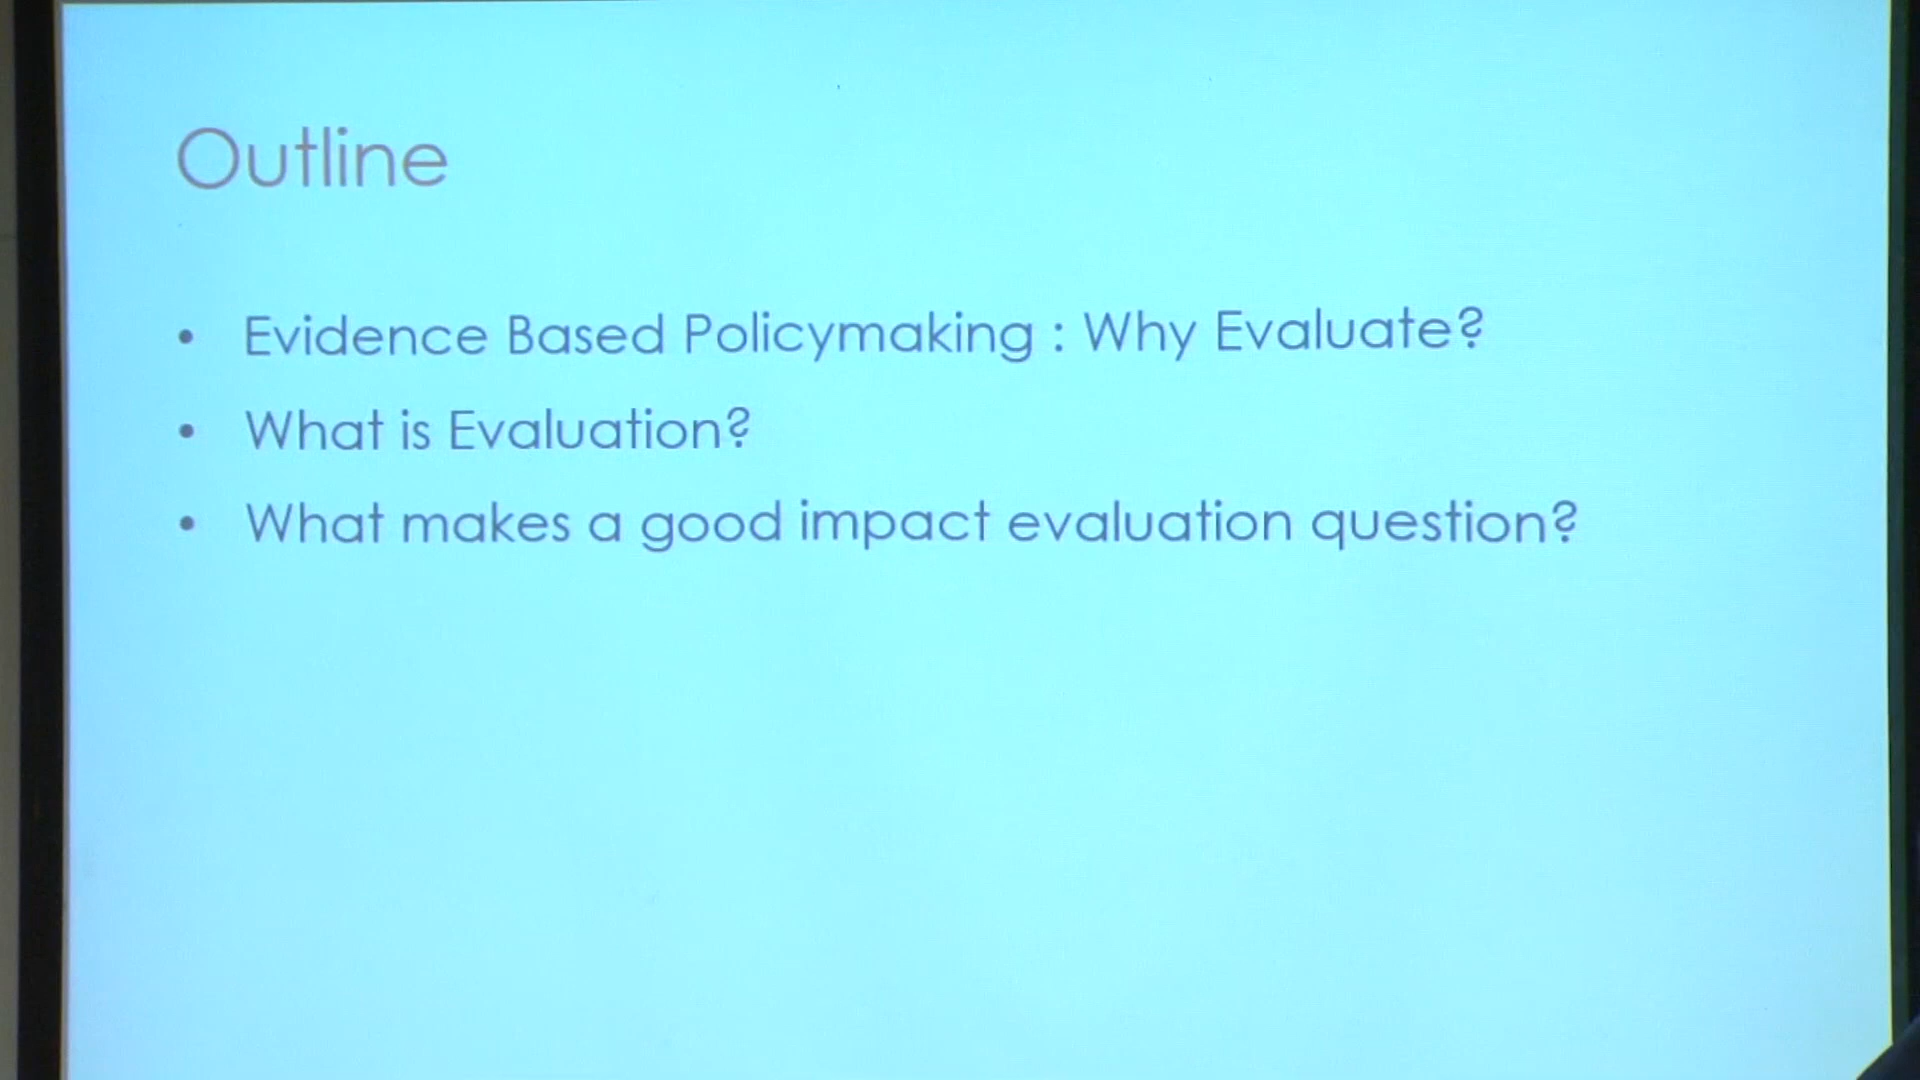 Outline
• Evidence Based Policymaking : Why Evaluate?
• What is Evaluation?
• What makes a good impact evaluation question?